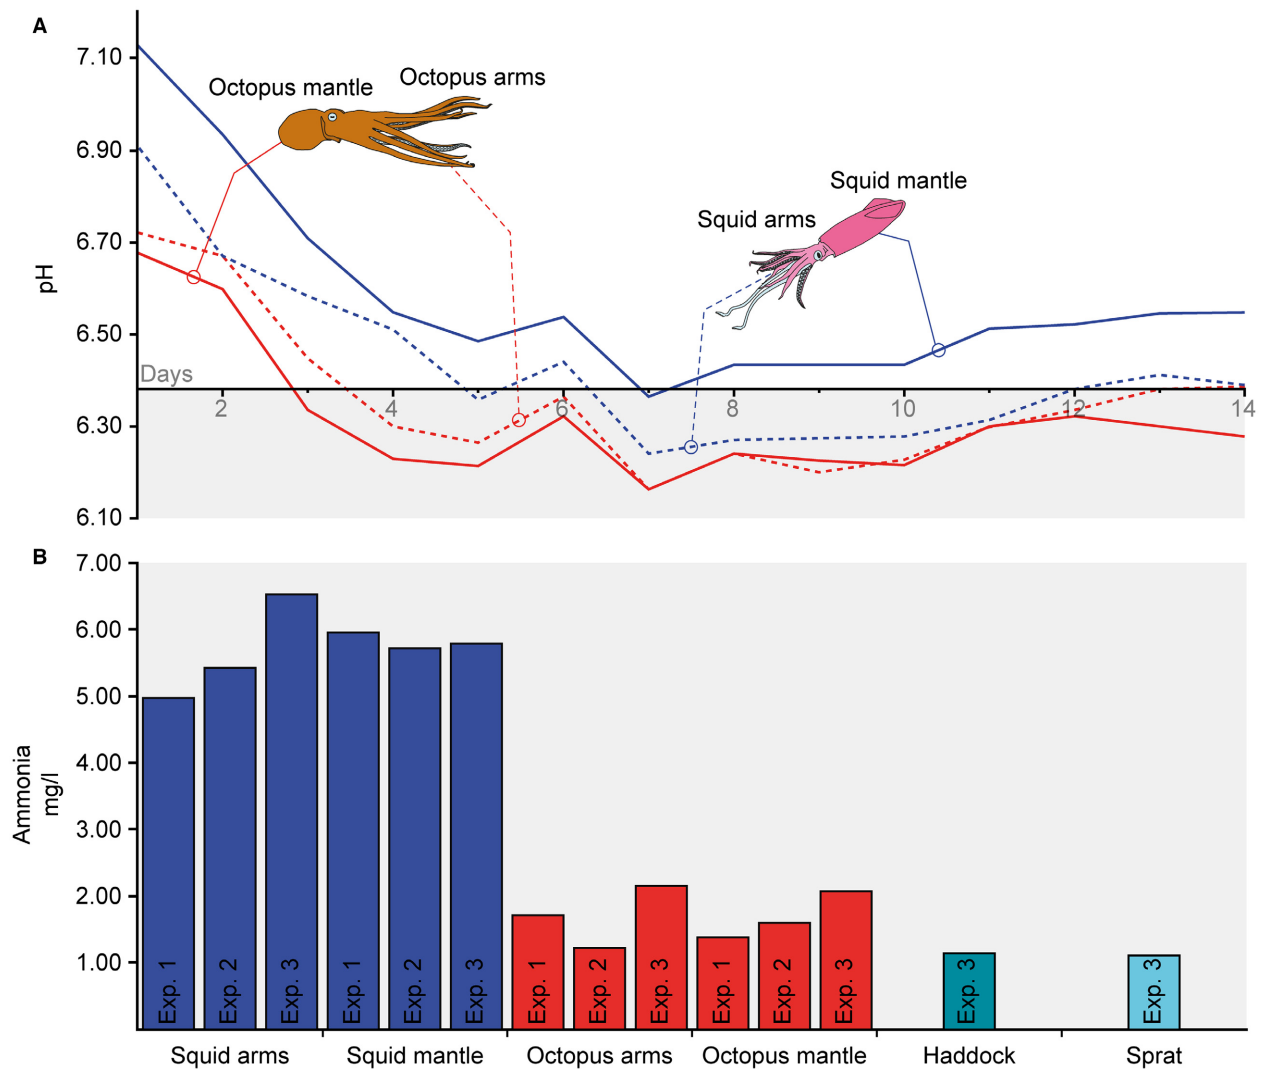 A
7.10
6.90
6.70
6.50
6.30
6.10
pH
Octopus mantle
Octopus arms
Squid mantle
Squid arms
Days
2
4
6
8
10
12
14
B
7.00
6.00
5.00
4.00
3.00
2.00
1.00
Ammonia
mg/l
Exp. 1
Exp. 2
Exp. 3
Exp. 1
Exp. 2
Exp. 3
Exp. 1
Exp. 2
Exp. 3
Exp. 1
Exp. 2
Exp. 3
Exp. 3
Exp. 3
Squid arms
Squid mantle
Octopus arms
Octopus mantle
Haddock
Sprat